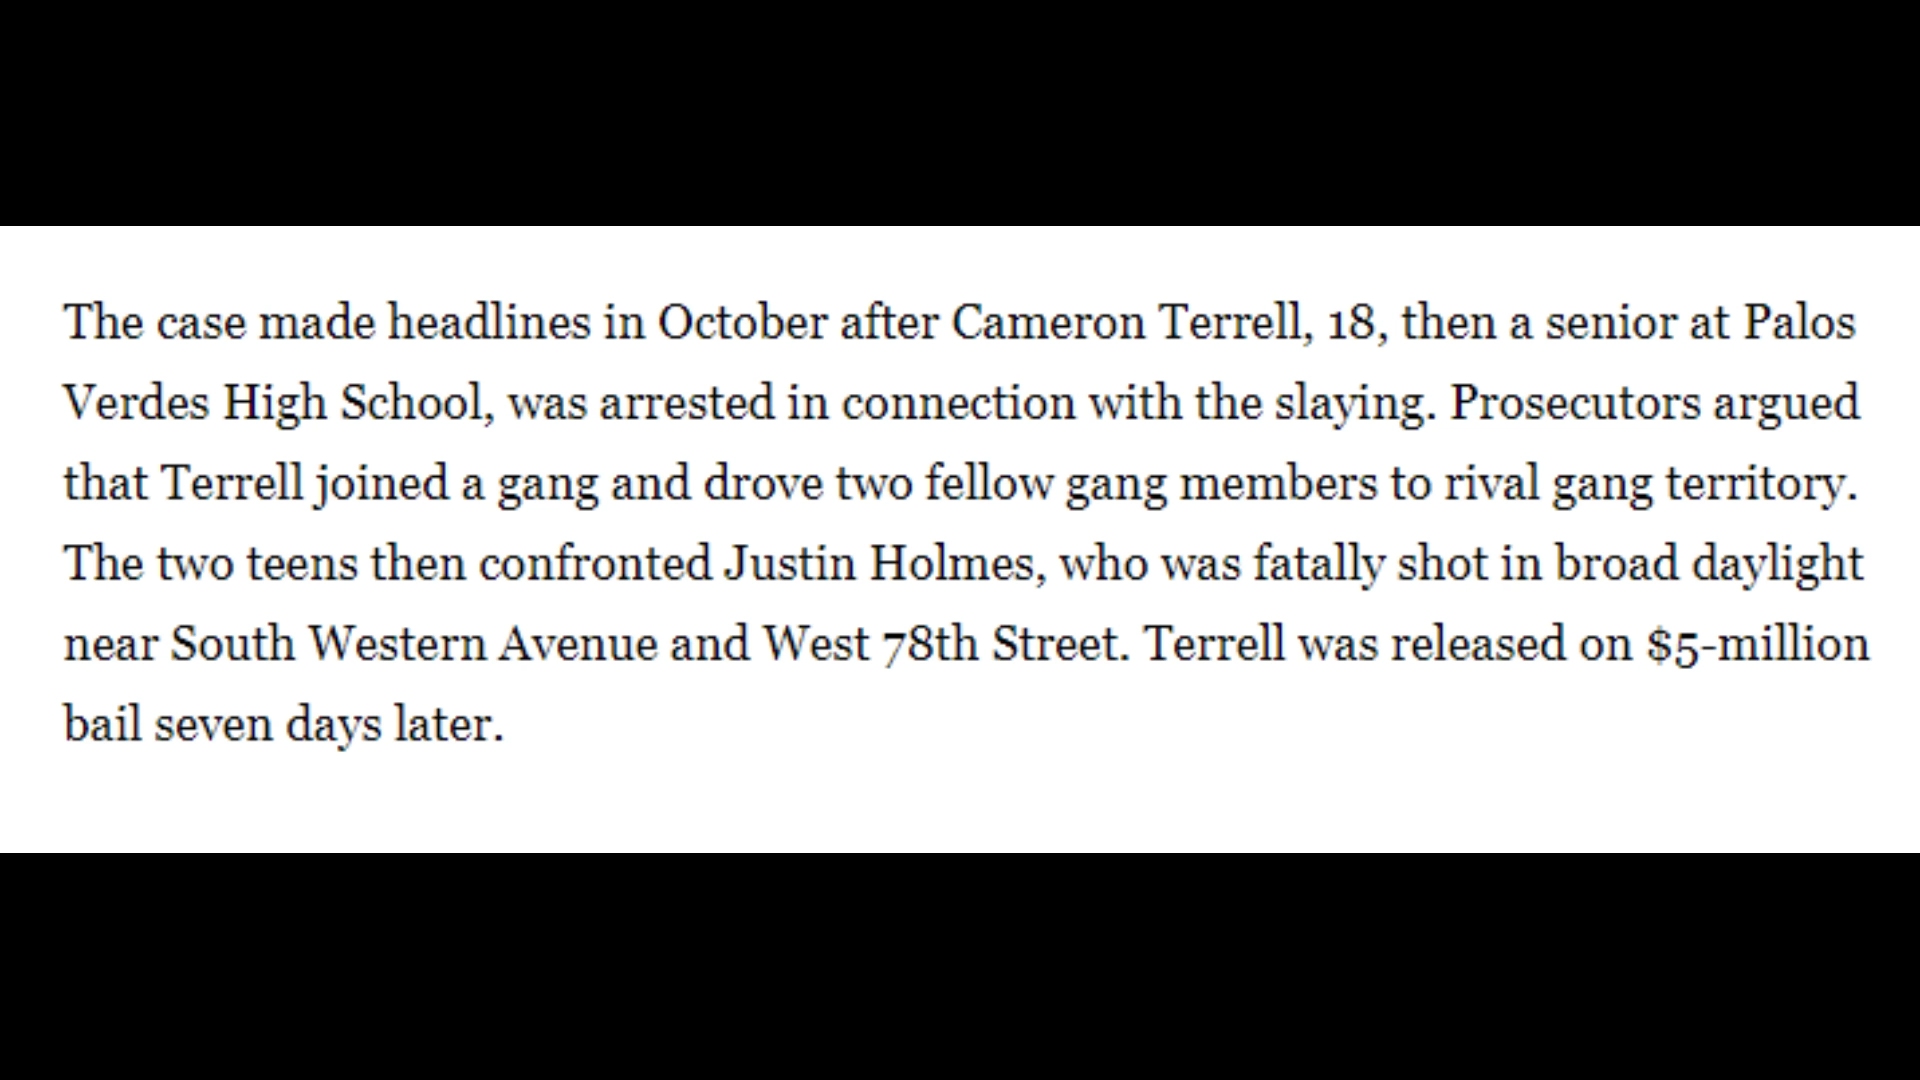 The case made headlines in October after Cameron Terrell, 18, then a senior at Palos
Verdes High School, was arrested in connection with the slaying. Prosecutors argued
that Terrell joined a gang and drove two fellow gang members to rival gang territory.
The two teens then confronted Justin Holmes, who was fatally shot in broad daylight
near South Western Avenue and West 78th Street. Terrell was released on $5-million
bail seven days later.